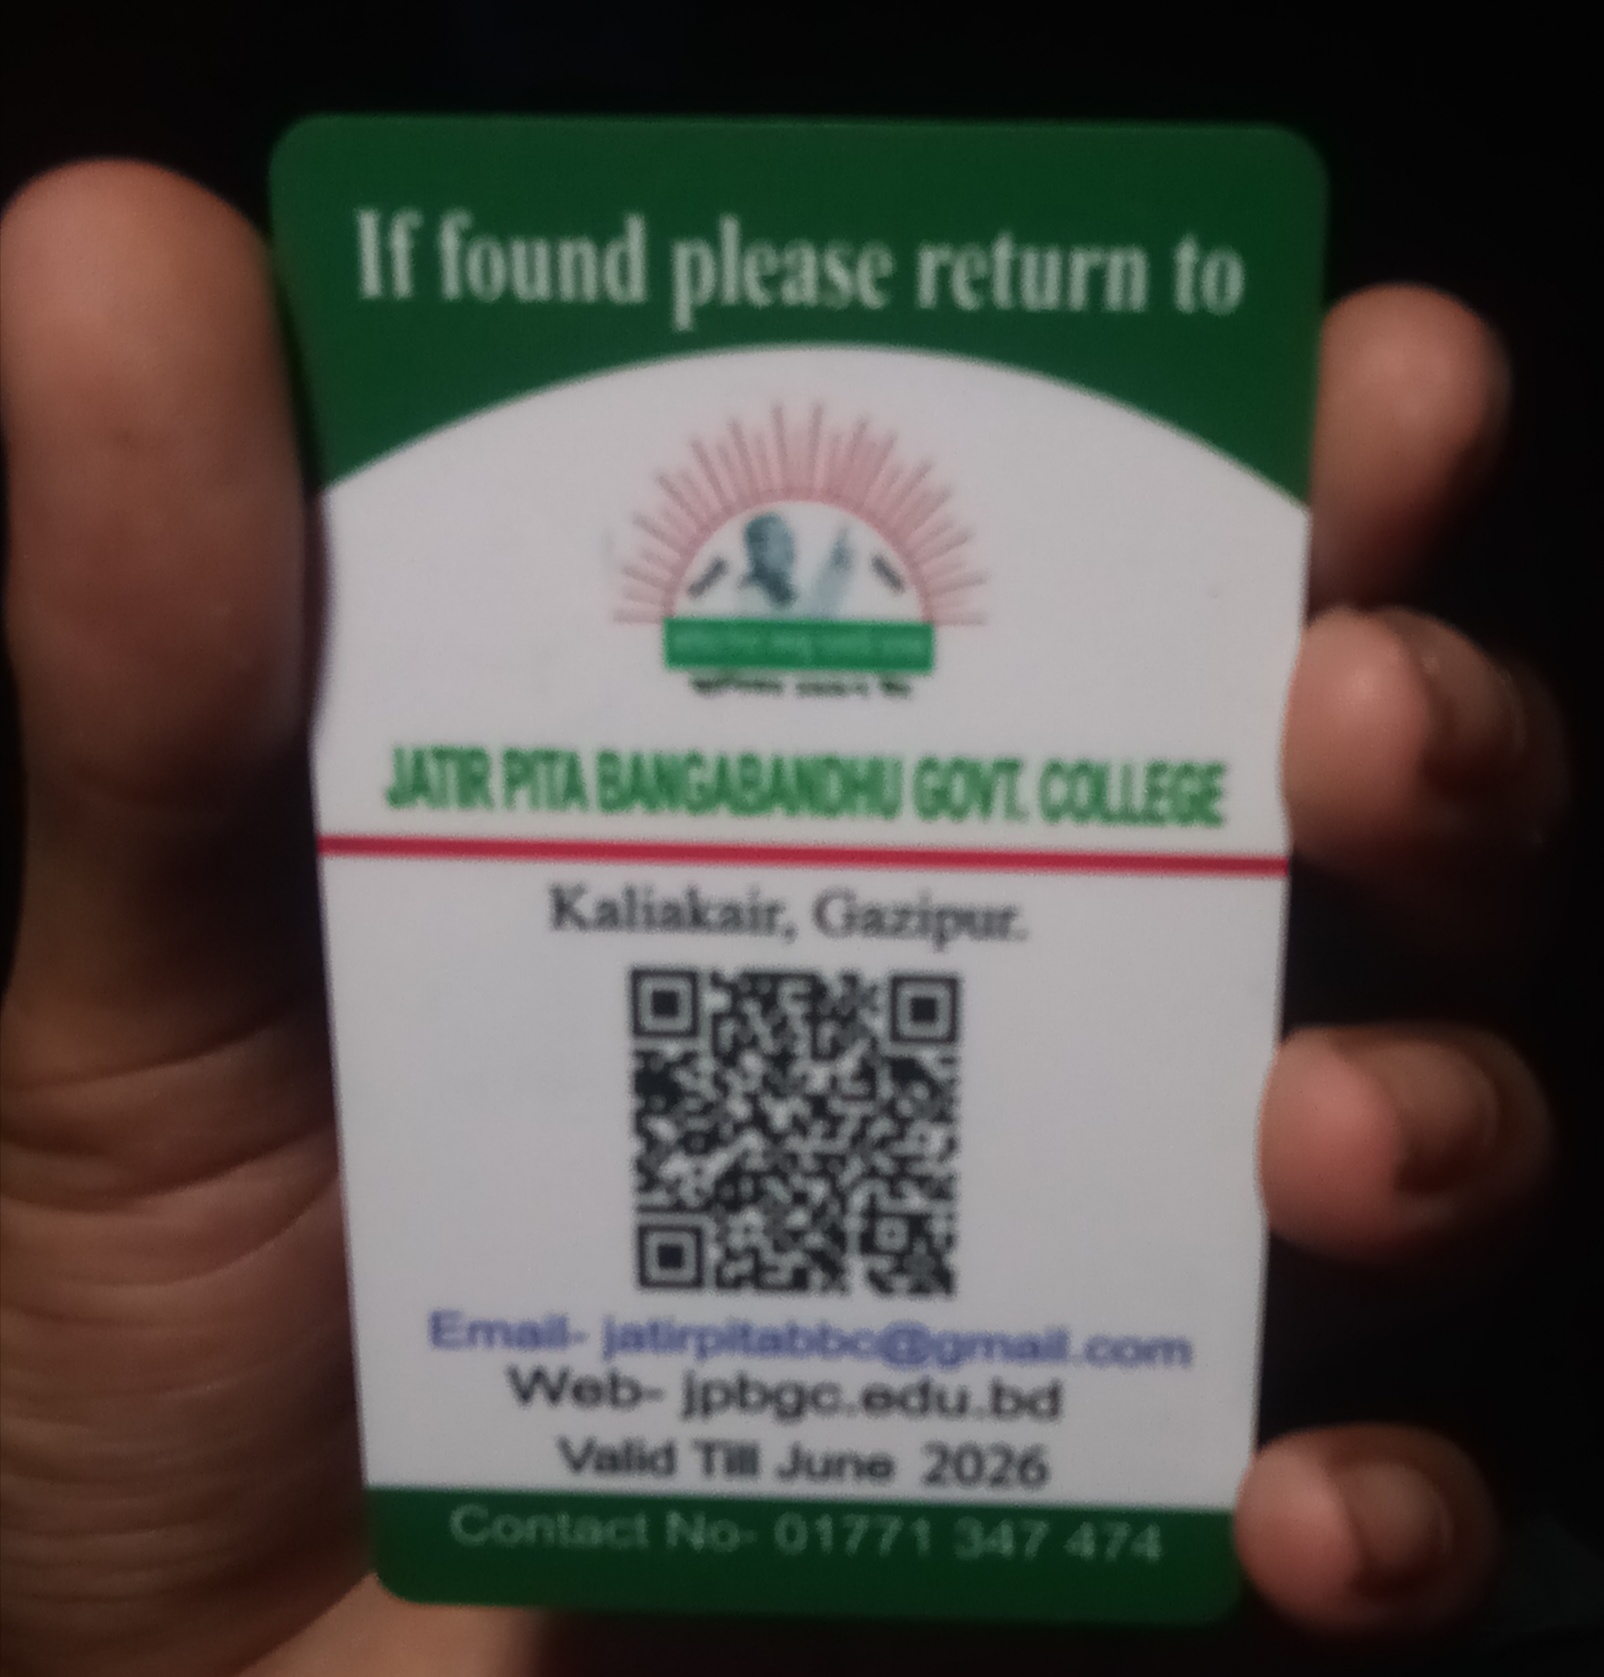 If found please return to
JATIR PITA BANGABANDHU GOVT. COLLEGE
Kaliakair, Gazipur.
Email- jatirpitabbc@gmail.com
Web- jpbgc.edu.bd
Valid Till June 2026
Contact No- 01771 347 474